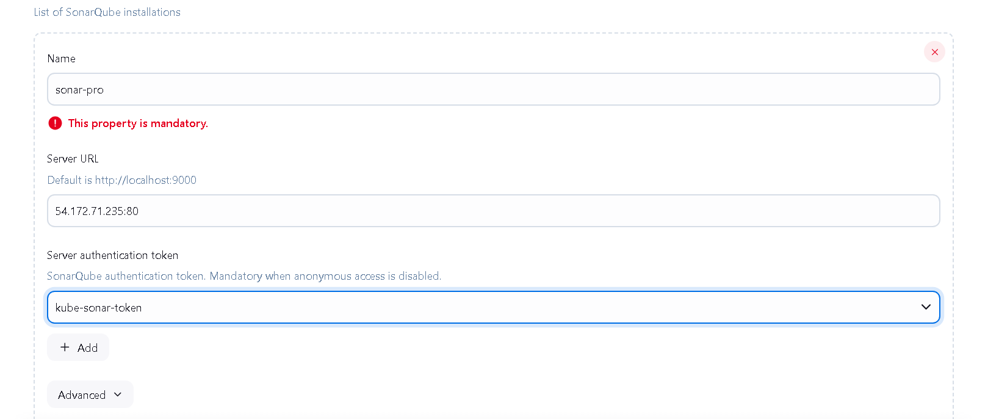 List of SonarQube installations
Name
sonar-pro
This property is mandatory.
Server URL
Default is http://localhost:9000
54.172.71.235:80
Server authentication token
SonarQube authentication token. Mandatory when anonymous access is disabled.
kube-sonar-token
+ Add
Advanced